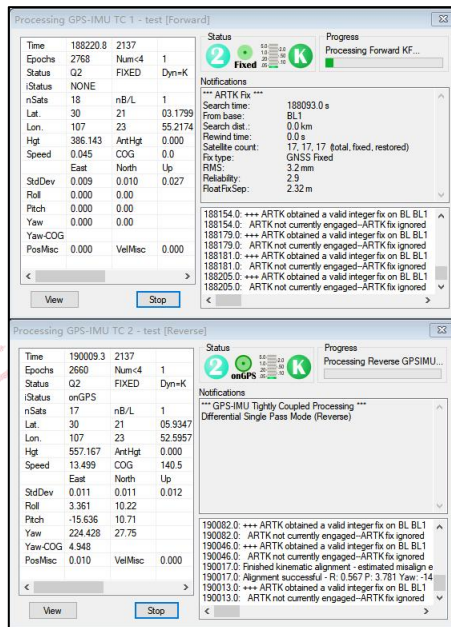 Processing GPS-IMU TC 1 - test [Forward]
Time 188220.8 2137
Epochs 2768 Num<4 1
Status Q2 FIXED Dyn=K
iStatus NONE
nSats 18 nB/L 1
Lat. 30 21 03.1799
Lon. 107 23 55.2174
Hgt 386.143 AntHgt 0.000
Speed 0.045 COG 0.0
East North Up
StdDev 0.009 0.010 0.027
Roll 0.000 0.00
Pitch 0.000 0.00
Yaw 0.000 0.00
Yaw-COG
PosMisc 0.000 VelMisc 0.000
View Stop
Status
2 Fixed K
Progress
Processing Forward KF...
Notifications
*** ARTK Fix ***
Search time: 188093.0 s
From base: BL1
Search dist.: 0.0 km
Rewind time: 0.0 s
Satellite count: 17, 17, 17 (total, fixed, restored)
Fix type: GNSS Fixed
RMS: 3.2 mm
Reliability: 2.9
FloatFixSep: 2.32 m
188154.0: +++ ARTK obtained a valid integer fix on BL BL1
188154.0: ARTK not currently engaged--ARTK fix ignored
188179.0: +++ ARTK obtained a valid integer fix on BL BL1
188179.0: ARTK not currently engaged--ARTK fix ignored
188181.0: +++ ARTK obtained a valid integer fix on BL BL1
188181.0: ARTK not currently engaged--ARTK fix ignored
188205.0: +++ ARTK obtained a valid integer fix on BL BL1
188205.0: ARTK not currently engaged--ARTK fix ignored
Processing GPS-IMU TC 2 - test [Reverse]
Time 190009.3 2137
Epochs 2660 Num<4 1
Status Q2 FIXED Dyn=K
iStatus onGPS
nSats 17 nB/L 1
Lat. 30 21 05.9347
Lon. 107 23 52.5957
Hgt 557.167 AntHgt 0.000
Speed 13.499 COG 140.5
East North Up
StdDev 0.011 0.011 0.012
Roll 3.361 10.22
Pitch -15.636 10.71
Yaw 224.428 27.75
Yaw-COG 4.948
PosMisc 0.010 VelMisc 0.000
View Stop
Status
2 onGPS K
Progress
Processing Reverse GPSIMU...
Notifications
*** GPS-IMU Tightly Coupled Processing ***
Differential Single Pass Mode (Reverse)
190082.0: +++ ARTK obtained a valid integer fix on BL BL1
190082.0: ARTK not currently engaged--ARTK fix ignored
190046.0: +++ ARTK obtained a valid integer fix on BL BL1
190046.0: ARTK not currently engaged--ARTK fix ignored
190017.0: Finished kinematic alignment - estimated misalign e
190017.0: Alignment successful - R: 0.567 P: 3.781 Yaw: -14
190013.0: +++ ARTK obtained a valid integer fix on BL BL1
190013.0: ARTK not currently engaged--ARTK fix ignored